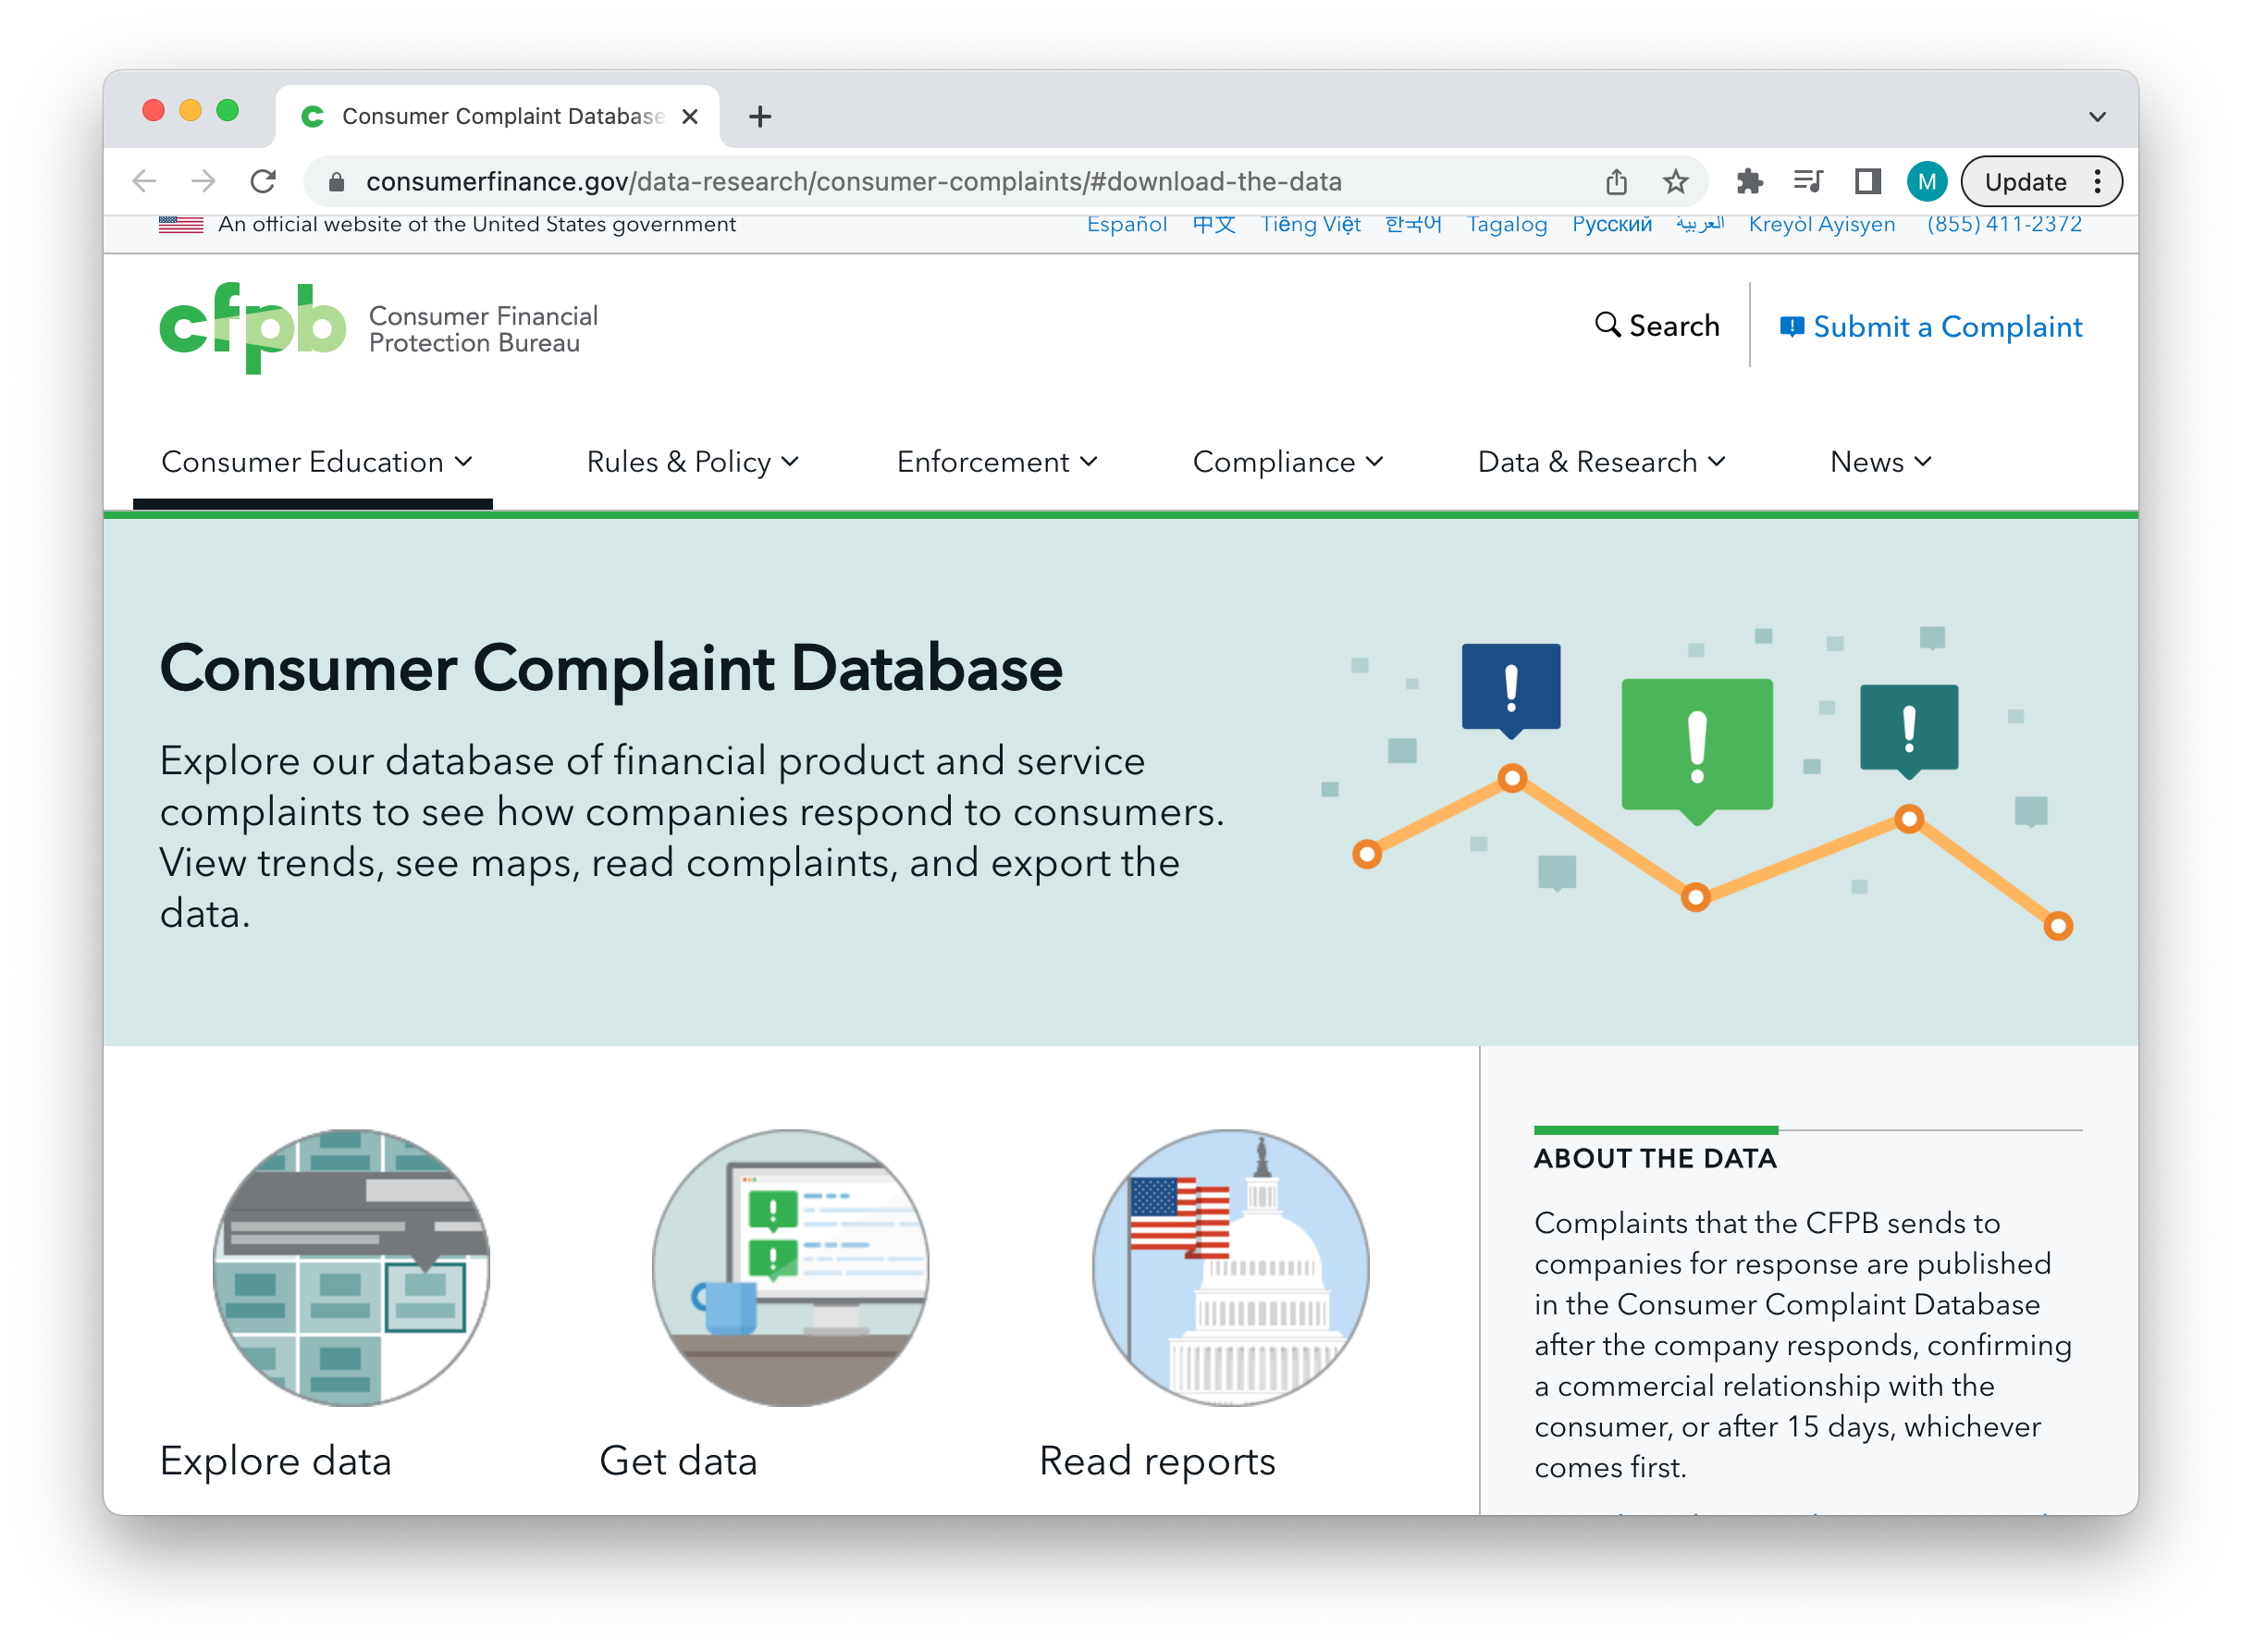 Consumer Complaint Database
consumerfinance.gov/data-research/consumer-complaints/#download-the-data
M
Update
An official website of the United States government
Español 中文 Tiếng Việt 한국어 Tagalog Русский العربية Kreyòl Ayisyen (855) 411-2372
cfpb
Consumer Financial
Protection Bureau
Search
Submit a Complaint
Consumer Education
Rules & Policy
Enforcement
Compliance
Data & Research
News
Consumer Complaint Database
Explore our database of financial product and service
complaints to see how companies respond to consumers.
View trends, see maps, read complaints, and export the
data.
Explore data
Get data
Read reports
ABOUT THE DATA
Complaints that the CFPB sends to
companies for response are published
in the Consumer Complaint Database
after the company responds, confirming
a commercial relationship with the
consumer, or after 15 days, whichever
comes first.